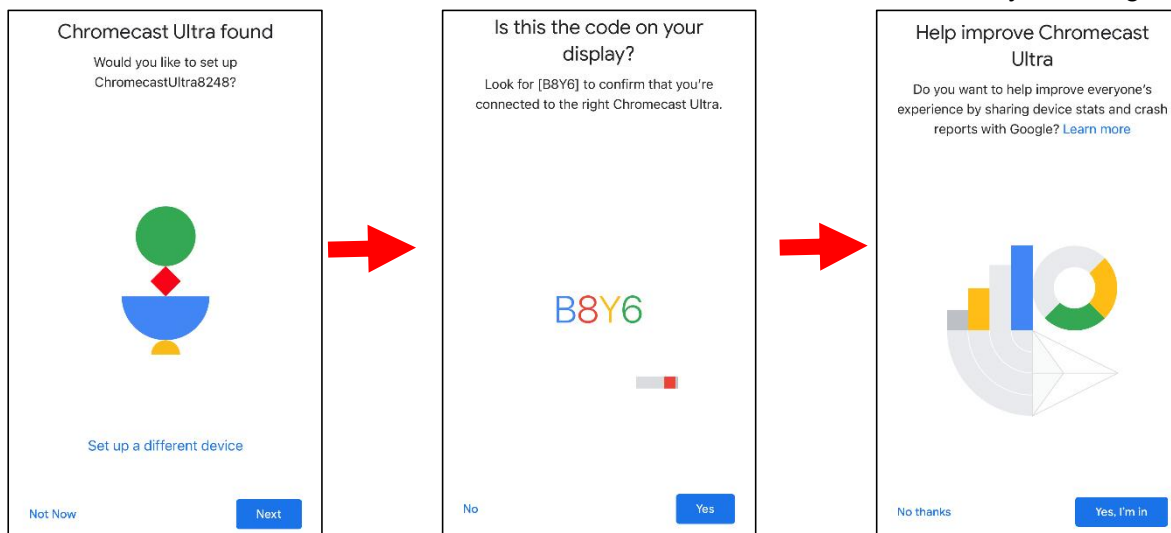 Chromecast Ultra found
Would you like to set up
ChromecastUltra8248?
Set up a different device
Not Now
Next
Is this the code on your
display?
Look for [B8Y6] to confirm that you're
connected to the right Chromecast Ultra.
B8Y6
No
Yes
Help improve Chromecast
Ultra
Do you want to help improve everyone's
experience by sharing device stats and crash
reports with Google? Learn more
No thanks
Yes, I'm in